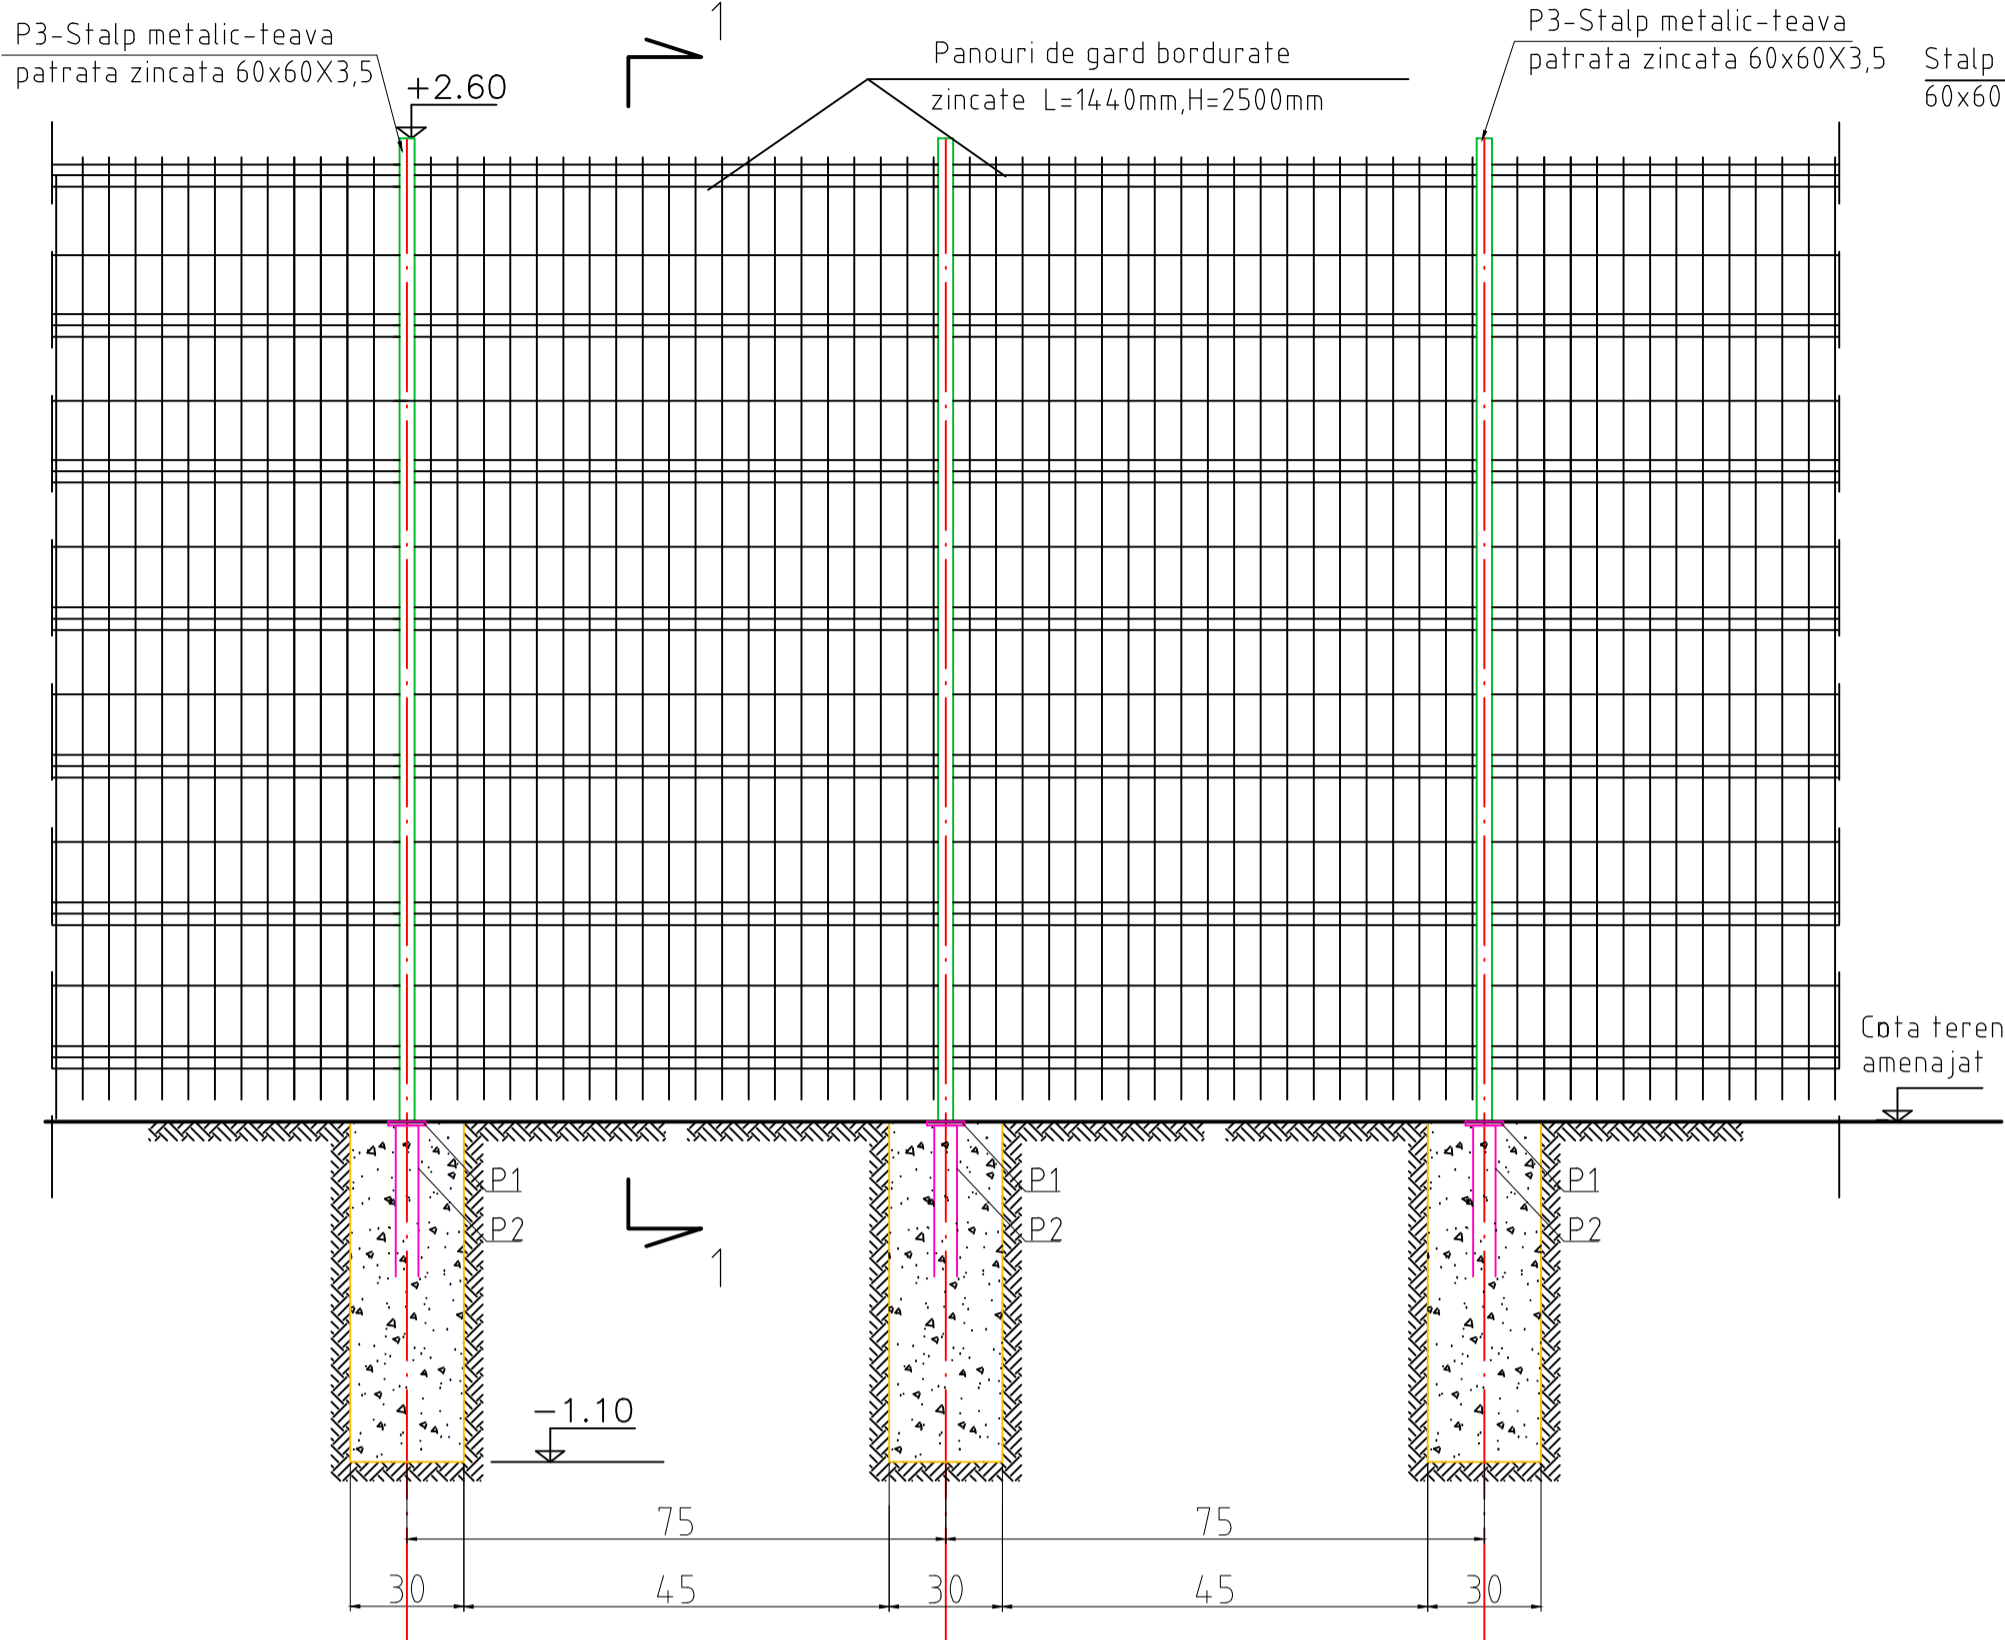 P3-Stalp metalic-teava
patrata zincata 60x60X3,5
+2.60
1
Panouri de gard bordurate
zincate L=1440mm,H=2500mm
P3-Stalp metalic-teava
patrata zincata 60x60X3,5
Stalp
60x60
Cota teren
amenajat
P1
P2
P1
P2
P1
P2
1
-1.10
75
75
30
45
30
45
30